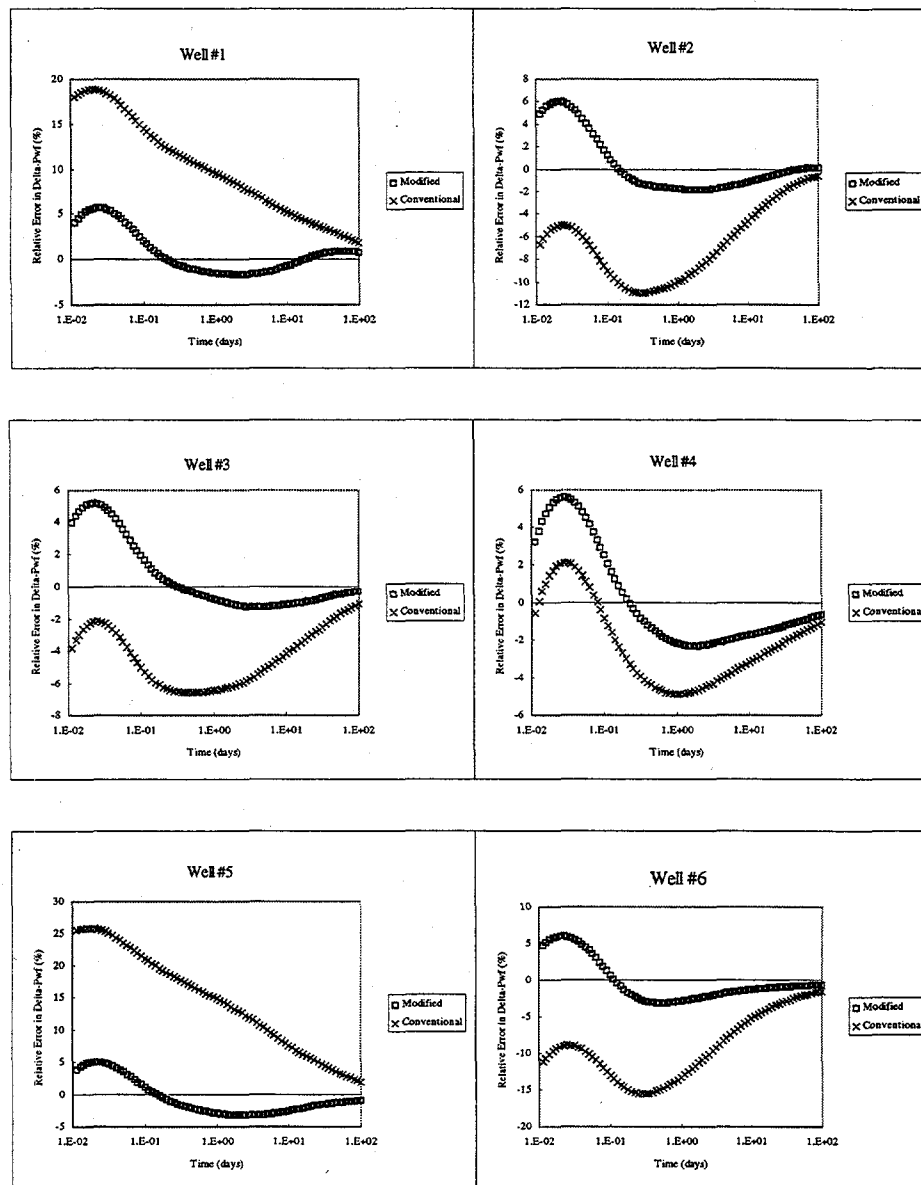 Well #1
Relative Error in Delta-Pwf (%)
20
15
10
5
0
-5
1.E-02 1.E-01 1.E+00 1.E+01 1.E+02
Time (days)
Modified
Conventional
Well #2
Relative Error in Delta-Pwf (%)
8
6
4
2
0
-2
-4
-6
-8
-10
-12
1.E-02 1.E-01 1.E+00 1.E+01 1.E+02
Time (days)
Modified
Conventional
Well #3
Relative Error in Delta-Pwf (%)
6
4
2
0
-2
-4
-6
-8
1.E-02 1.E-01 1.E+00 1.E+01 1.E+02
Time (days)
Modified
Conventional
Well #4
Relative Error in Delta-Pwf (%)
6
4
2
0
-2
-4
-6
1.E-02 1.E-01 1.E+00 1.E+01 1.E+02
Time (days)
Modified
Conventional
Well #5
Relative Error in Delta-Pwf (%)
30
25
20
15
10
5
0
-5
1.E-02 1.E-01 1.E+00 1.E+01 1.E+02
Time (days)
Modified
Conventional
Well #6
Relative Error in Delta-Pwf (%)
10
5
0
-5
-10
-15
-20
1.E-02 1.E-01 1.E+00 1.E+01 1.E+02
Time (days)
Modified
Conventional